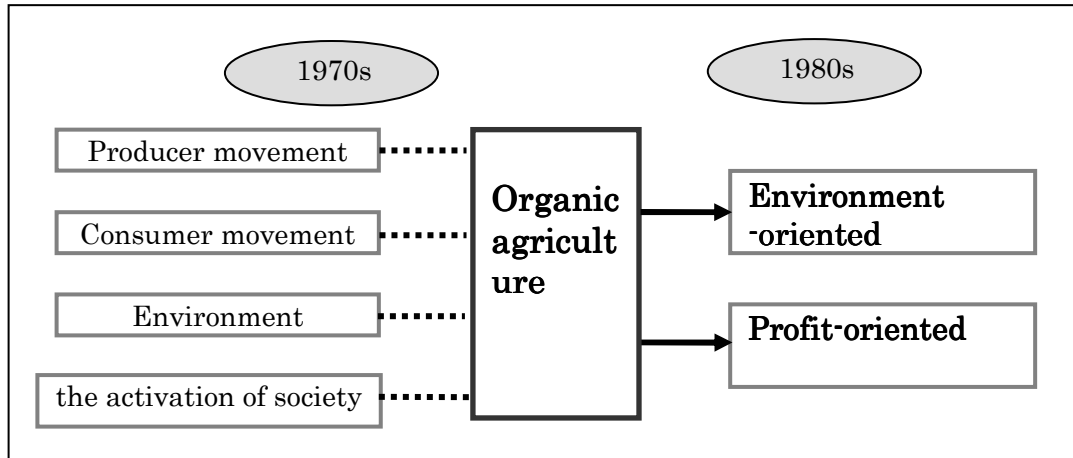 1970s
1980s
Producer movement
Consumer movement
Environment
the activation of society
Organic
agricult
ure
Environment
-oriented
Profit-oriented